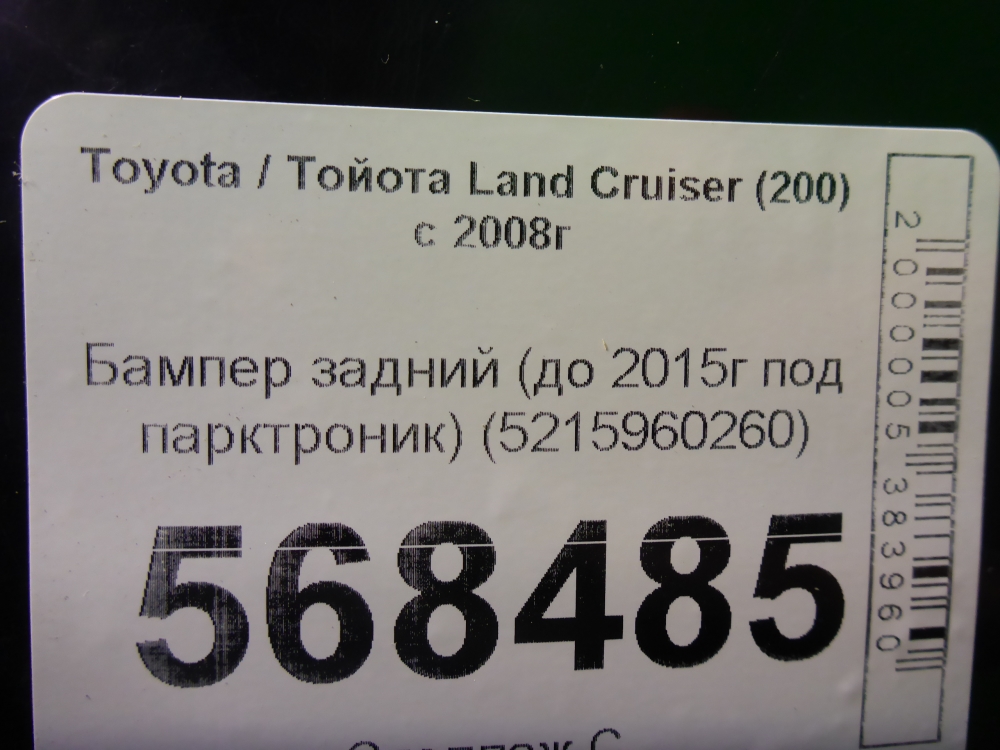 Toyota / Тойота Land Cruiser (200)
с 2008г
Бампер задний (до 2015г под
парктроник) (5215960260)
568485
2000005383960